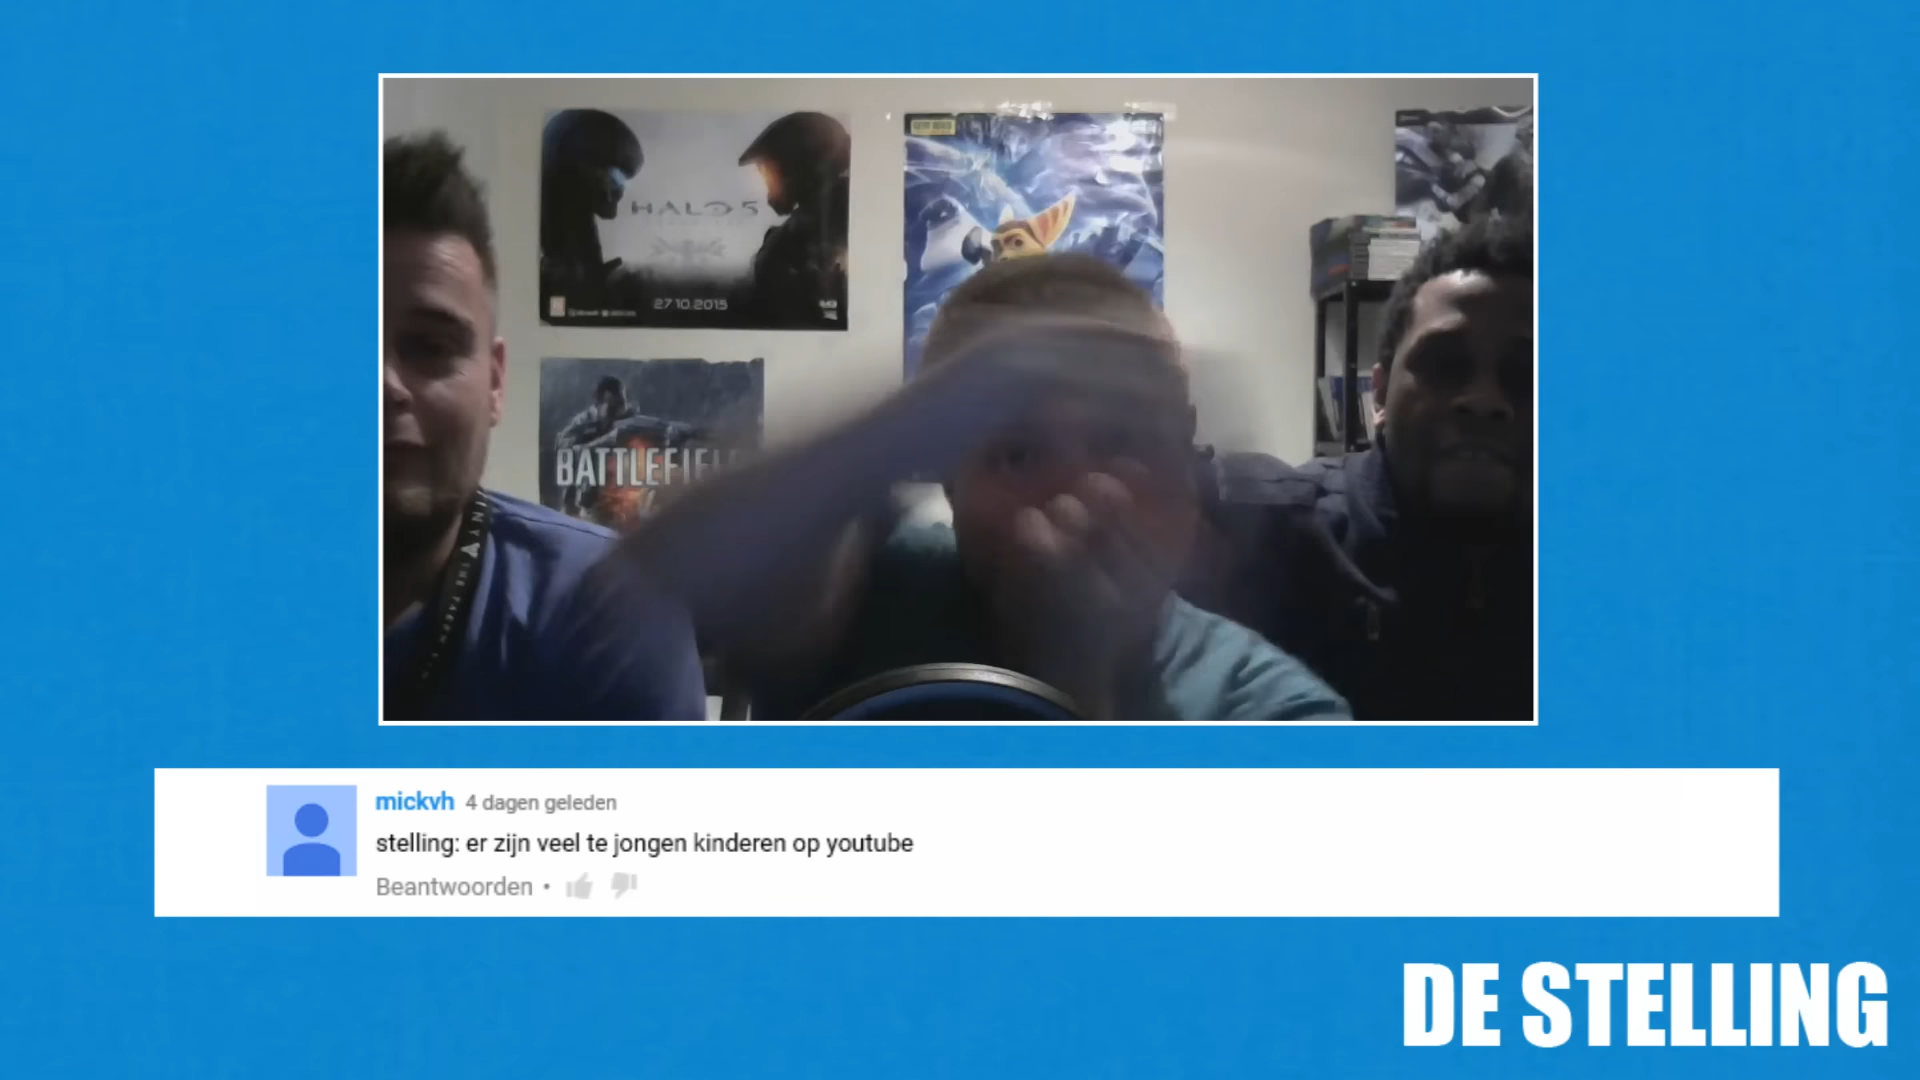 HALO 5
27.10.2015
BATTLEFIEL
mickvh 4 dagen geleden
stelling: er zijn veel te jongen kinderen op youtube
Beantwoorden •
DE STELLING